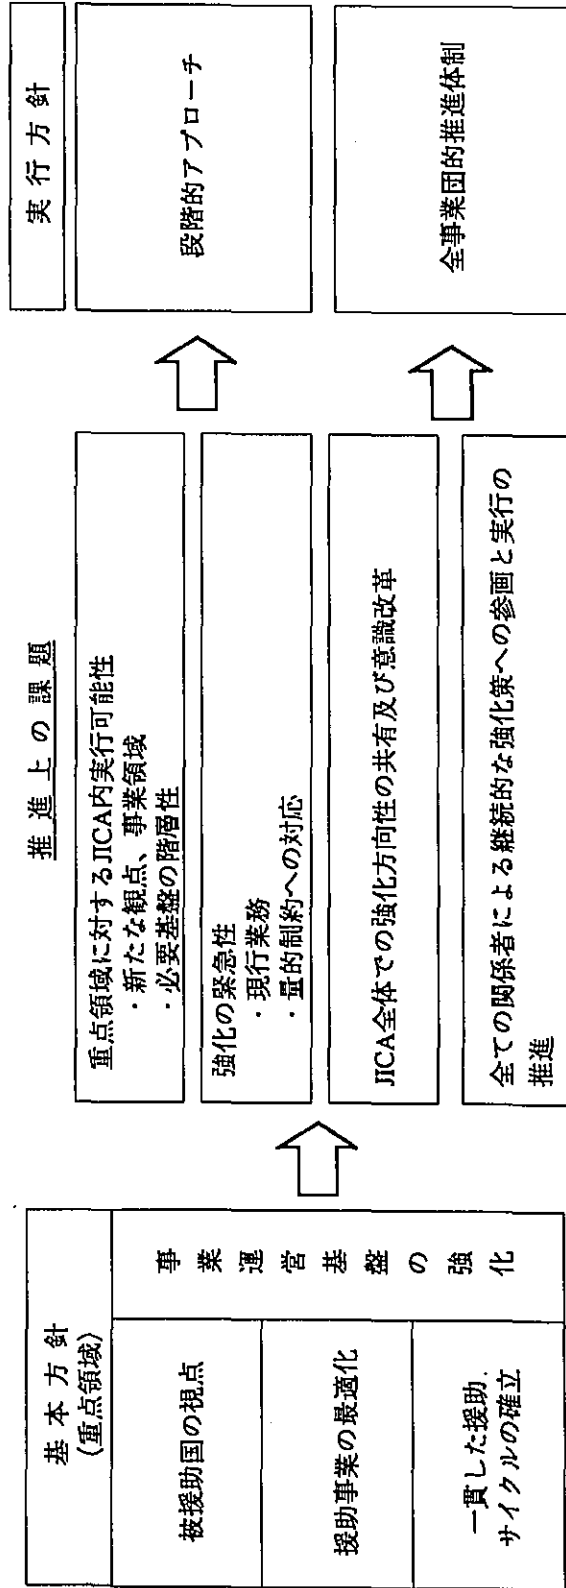 基本方針
(重点領域)
被援助国の視点
援助事業の最適化
一貫した援助.
サイクルの確立
事業運営基盤の強化
推進上の課題
重点領域に対するJICA内実行可能性
・新たな観点、事業領域
・必要基盤の階層性
強化の緊急性
・現行業務
・量的制約への対応
JICA全体での強化方向性の共有及び意識改革
全ての関係者による継続的な強化策への参画と実行の
推進
実行方針
段階的アプローチ
全事業団的推進体制